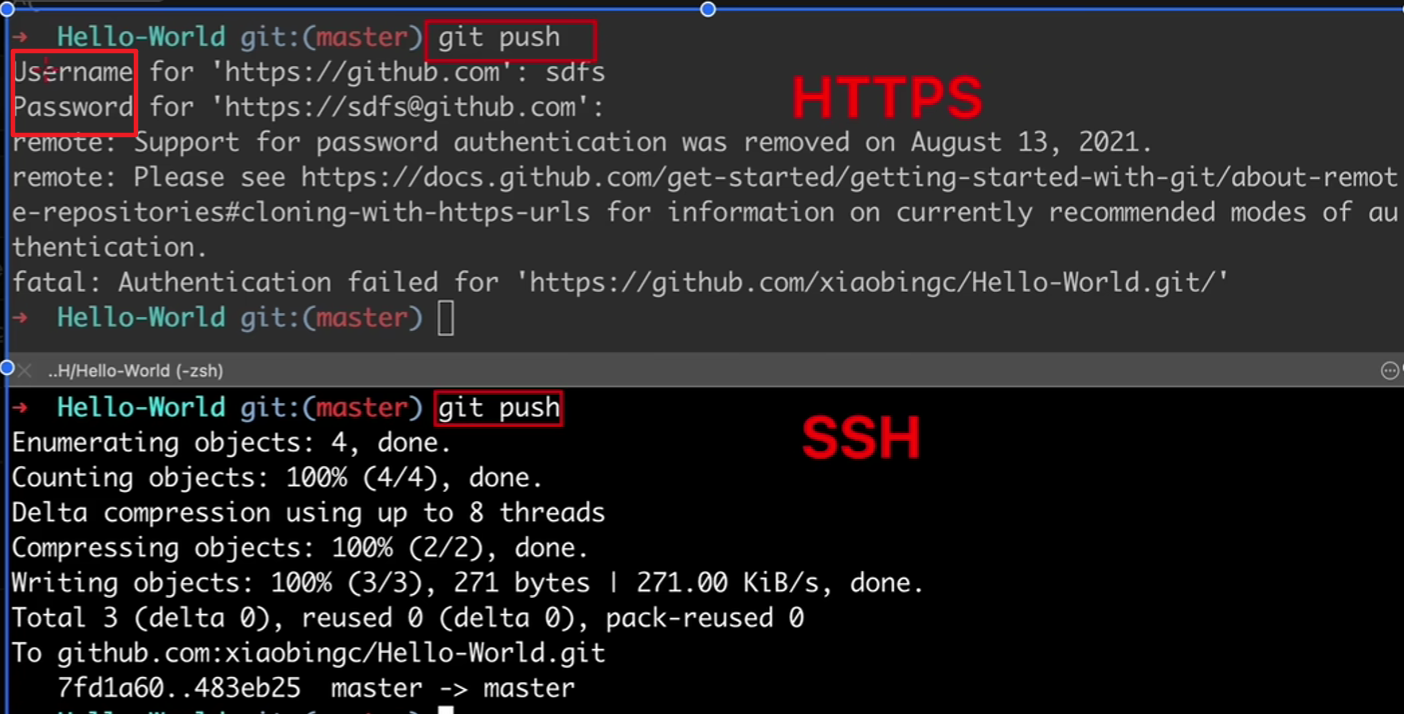 → Hello-World git:(master) git push
Username for 'https://github.com': sdfs
Password for 'https://sdfs@github.com':
HTTPS
remote: Support for password authentication was removed on August 13, 2021.
remote: Please see https://docs.github.com/get-started/getting-started-with-git/about-remot
e-repositories#cloning-with-https-urls for information on currently recommended modes of au
thentication.
fatal: Authentication failed for 'https://github.com/xiaobingc/Hello-World.git/'
→ Hello-World git:(master)
..H/Hello-World (-zsh)
→ Hello-World git:(master) git push
SSH
Enumerating objects: 4, done.
Counting objects: 100% (4/4), done.
Delta compression using up to 8 threads
Compressing objects: 100% (2/2), done.
Writing objects: 100% (3/3), 271 bytes | 271.00 KiB/s, done.
Total 3 (delta 0), reused 0 (delta 0), pack-reused 0
To github.com:xiaobingc/Hello-World.git
7fd1a60..483eb25 master -> master